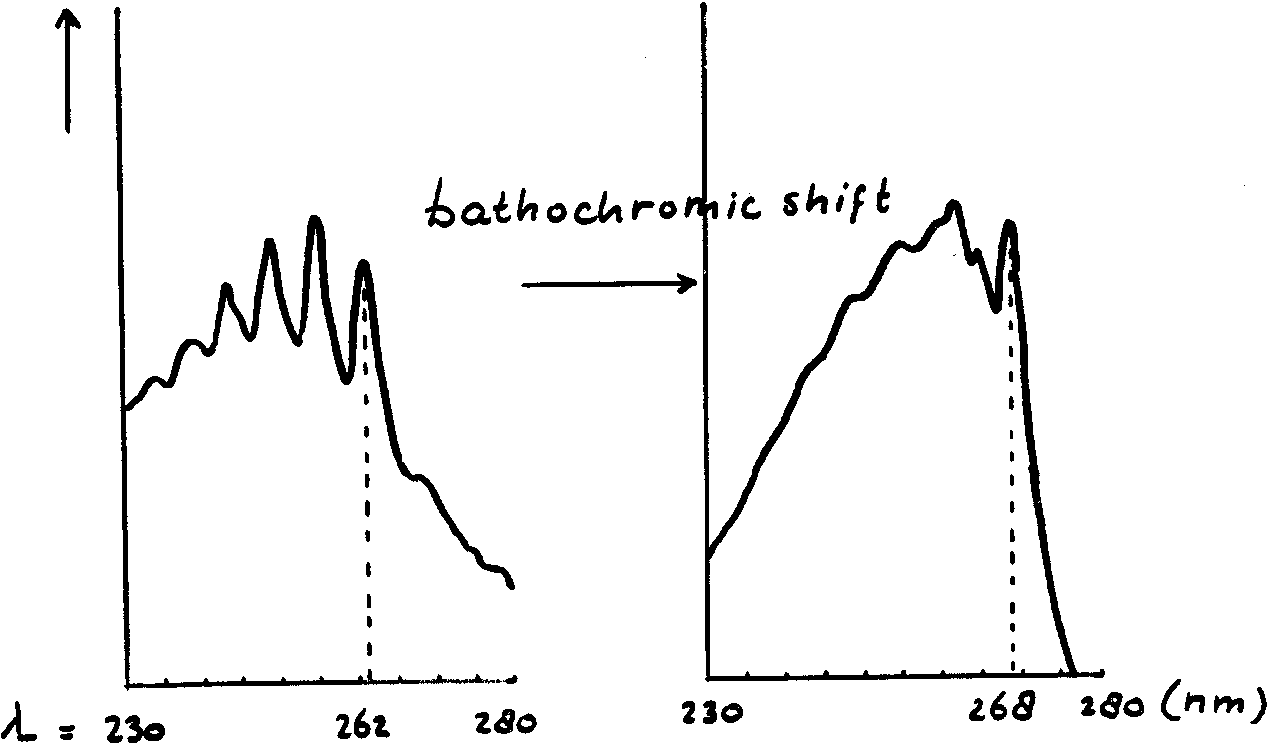 bathochromic shift
λ = 230 262 280 230 268 280 (nm)